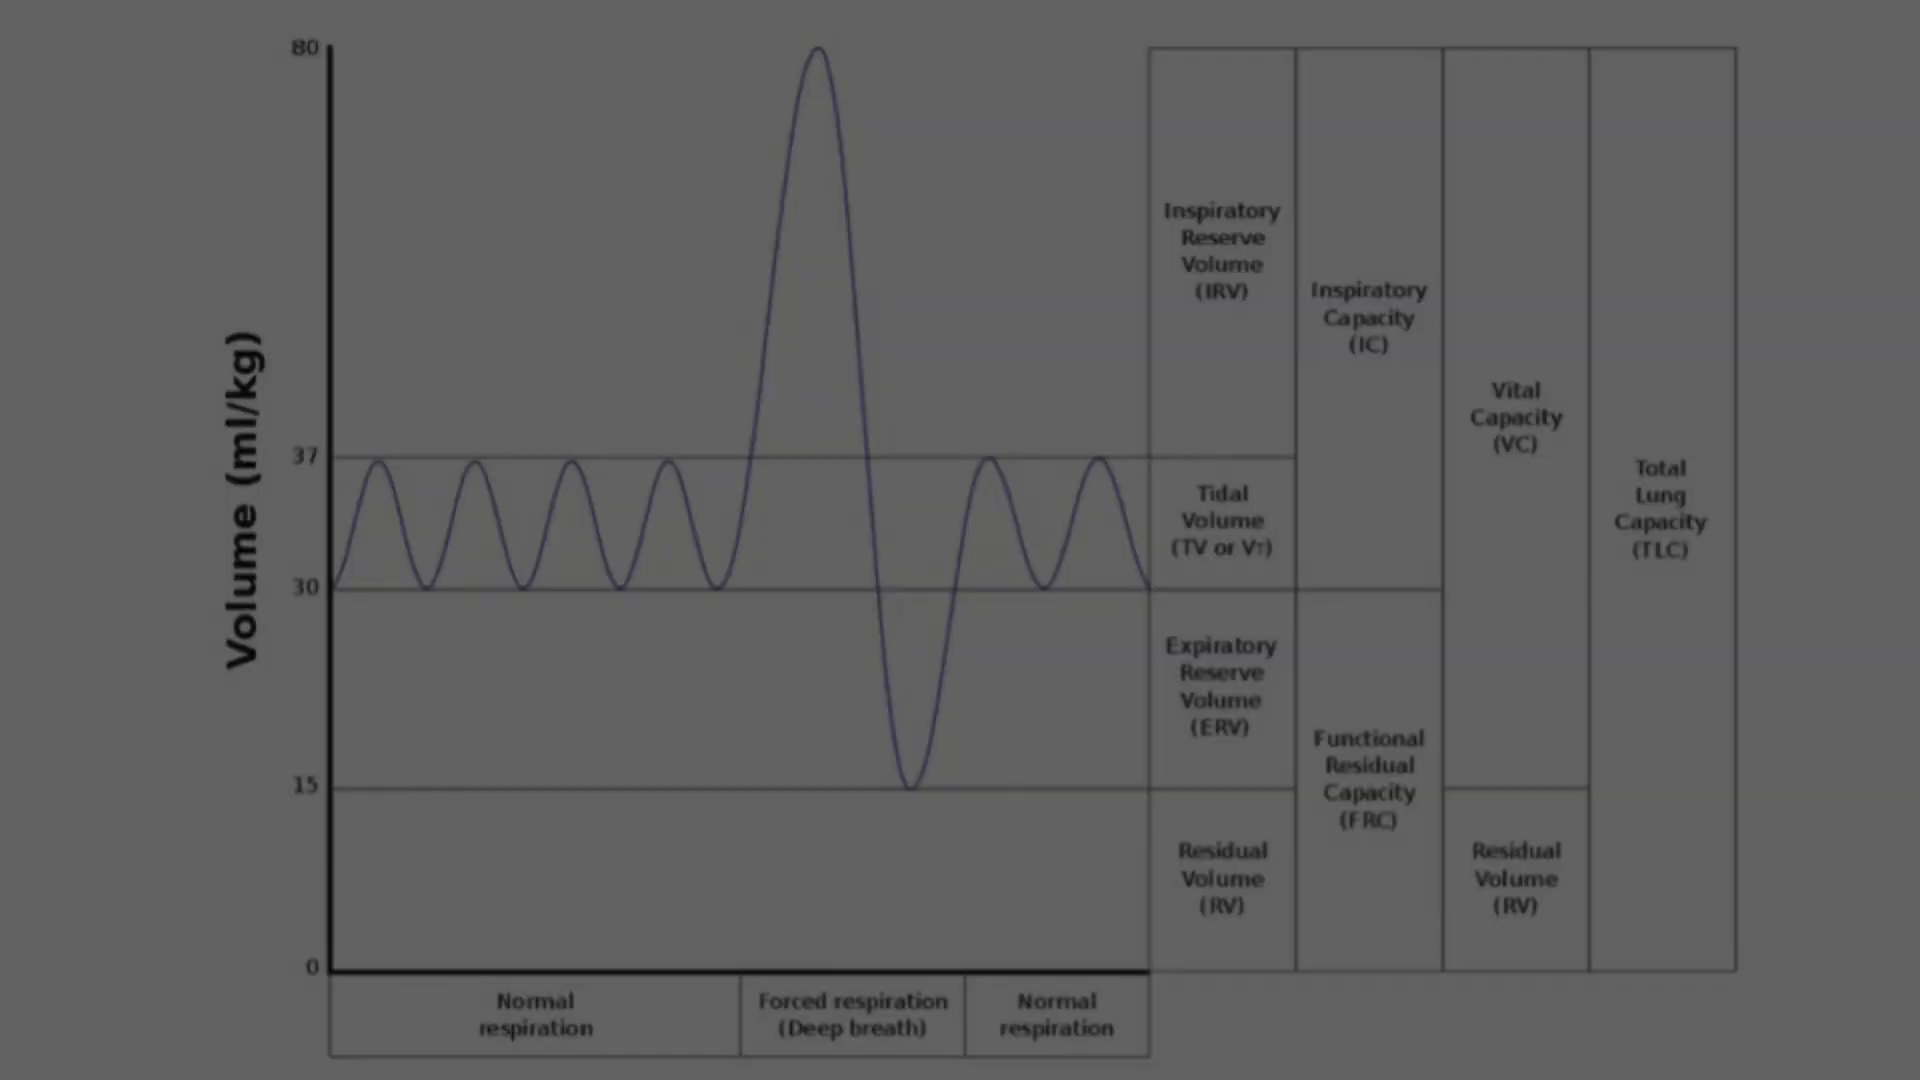 80
37
30
15
0
Volume (ml/kg)
Inspiratory
Reserve
Volume
(IRV)
Tidal
Volume
(TV or VT)
Expiratory
Reserve
Volume
(ERV)
Residual
Volume
(RV)
Inspiratory
Capacity
(IC)
Functional
Residual
Capacity
(FRC)
Vital
Capacity
(VC)
Residual
Volume
(RV)
Total
Lung
Capacity
(TLC)
Normal
respiration
Forced respiration
(Deep breath)
Normal
respiration